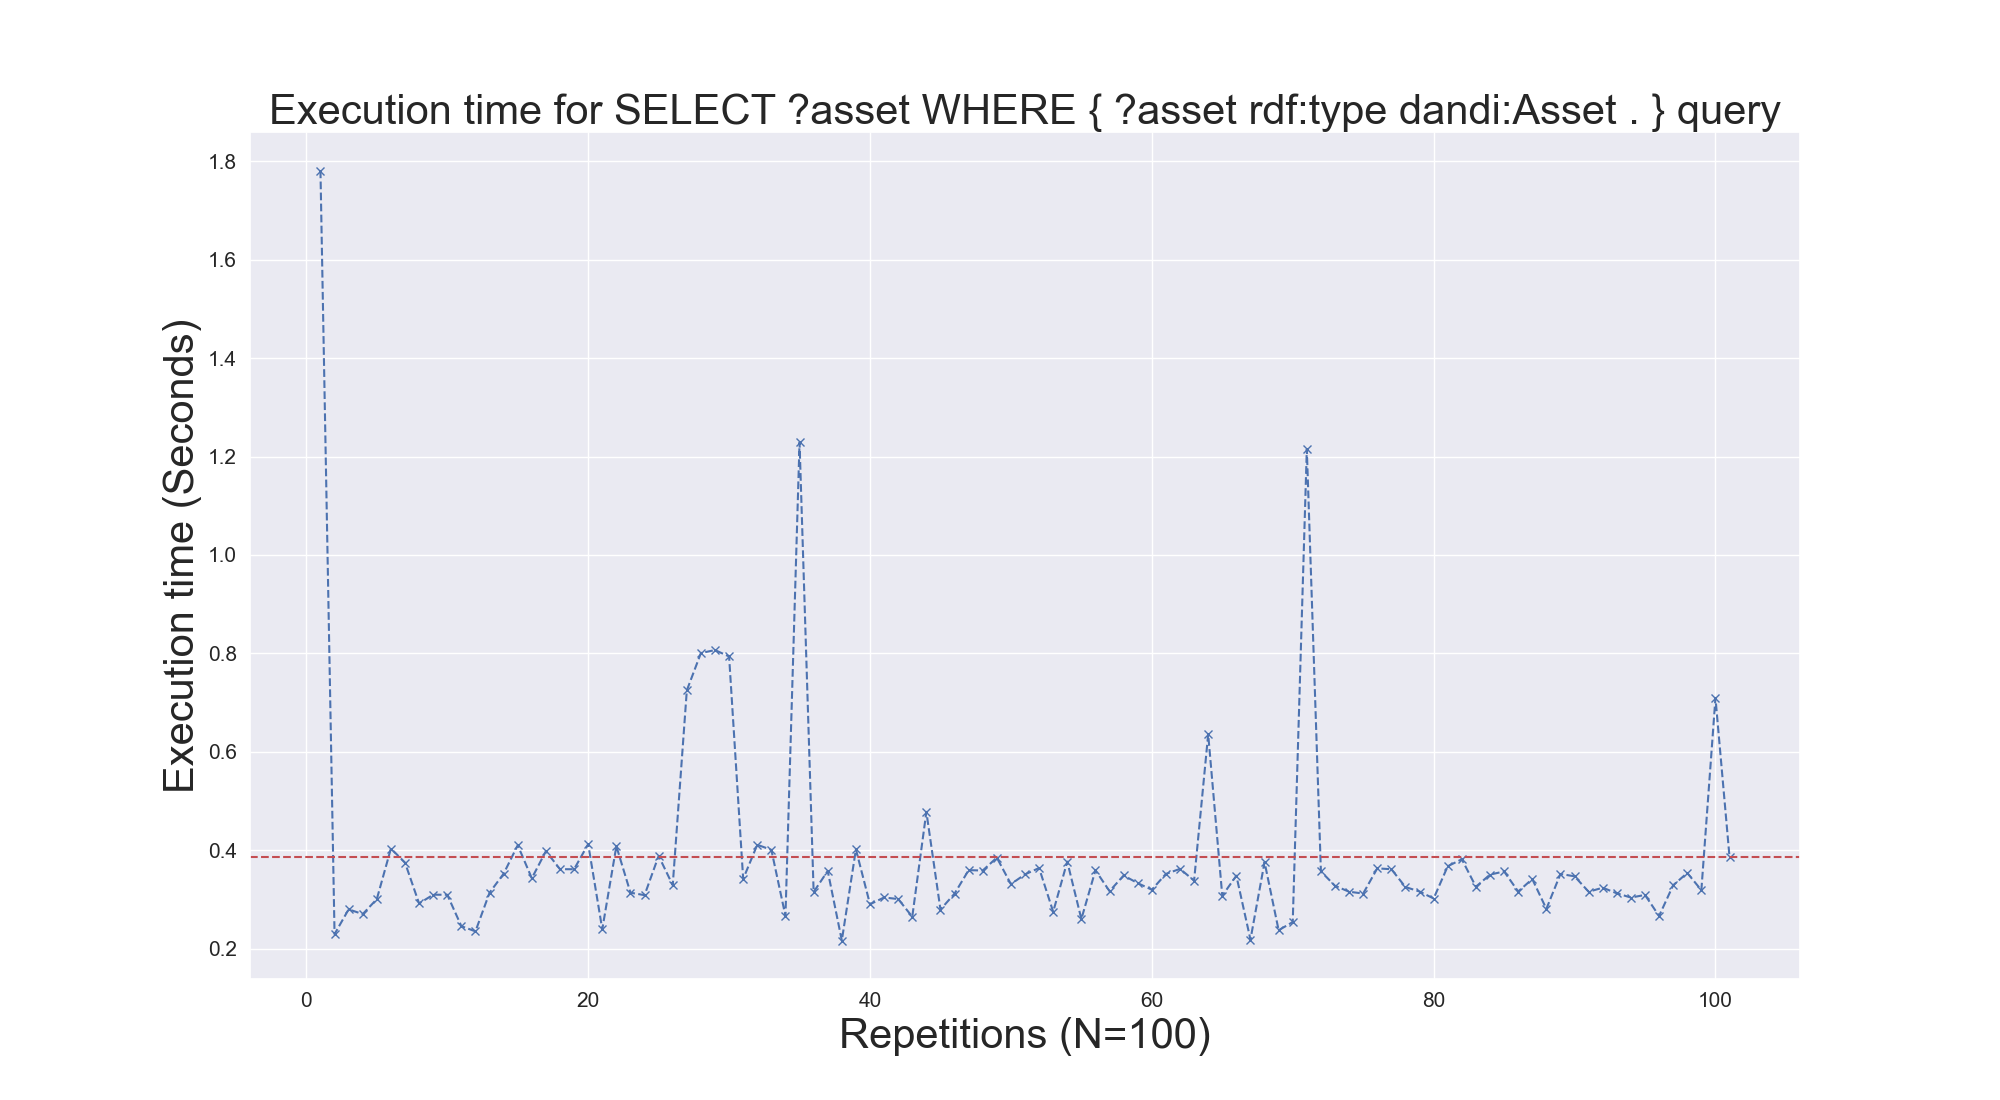 Execution time for SELECT ?asset WHERE { ?asset rdf:type dandi:Asset . } query
Execution time (Seconds)
1.8
1.6
1.4
1.2
1.0
0.8
0.6
0.4
0.2
0 20 40 60 80 100
Repetitions (N=100)